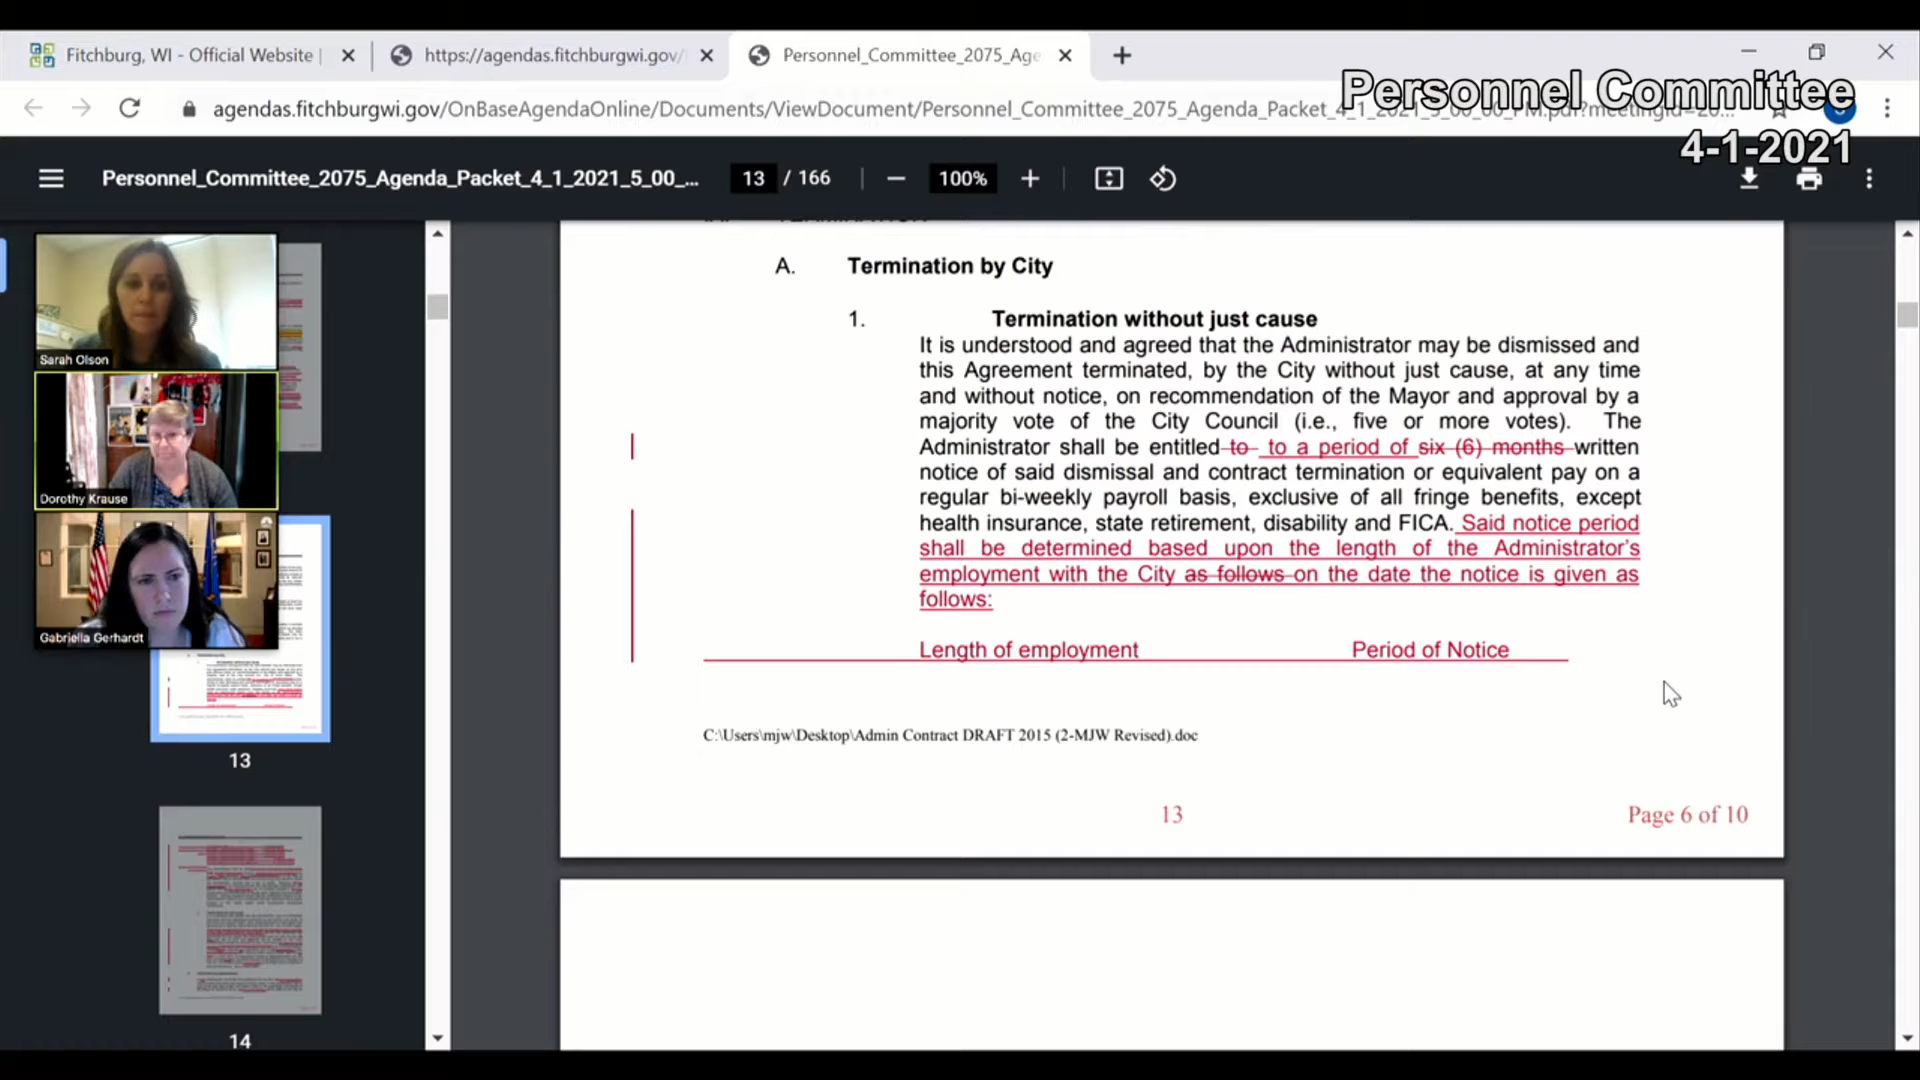 Fitchburg, WI - Official Website |
https://agendas.fitchburgwi.gov/
Personnel_Committee_2075_Age
Personnel Committee
4-1-2021
agendas.fitchburgwi.gov/OnBaseAgendaOnline/Documents/ViewDocument/Personnel_Committee_2075_Agenda_Packet_4_1_2021_5_00_00_PM.pdf?meetingId=20...
Personnel_Committee_2075_Agenda_Packet_4_1_2021_5_00_...
13 / 166
100%
Sarah Olson
Dorothy Krause
Gabriella Gerhardt
13
14
A. Termination by City
1. Termination without just cause
It is understood and agreed that the Administrator may be dismissed and
this Agreement terminated, by the City without just cause, at any time
and without notice, on recommendation of the Mayor and approval by a
majority vote of the City Council (i.e., five or more votes). The
Administrator shall be entitled to to a period of six (6) months written
notice of said dismissal and contract termination or equivalent pay on a
regular bi-weekly payroll basis, exclusive of all fringe benefits, except
health insurance, state retirement, disability and FICA. Said notice period
shall be determined based upon the length of the Administrator's
employment with the City as follows on the date the notice is given as
follows:
Length of employment Period of Notice
C:\Users\mjw\Desktop\Admin Contract DRAFT 2015 (2-MJW Revised).doc
13
Page 6 of 10